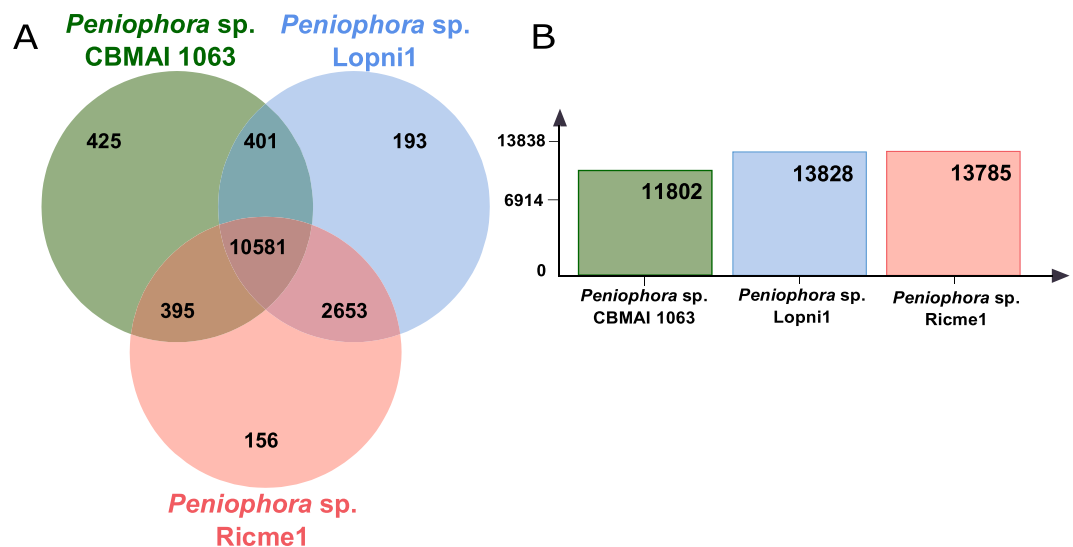 A
Peniophora sp.
CBMAI 1063
Peniophora sp.
Lopni1
425
401
193
10581
395
2653
156
Peniophora sp.
Ricme1
B
13838
6914
0
11802
13828
13785
Peniophora sp.
CBMAI 1063
Peniophora sp.
Lopni1
Peniophora sp.
Ricme1